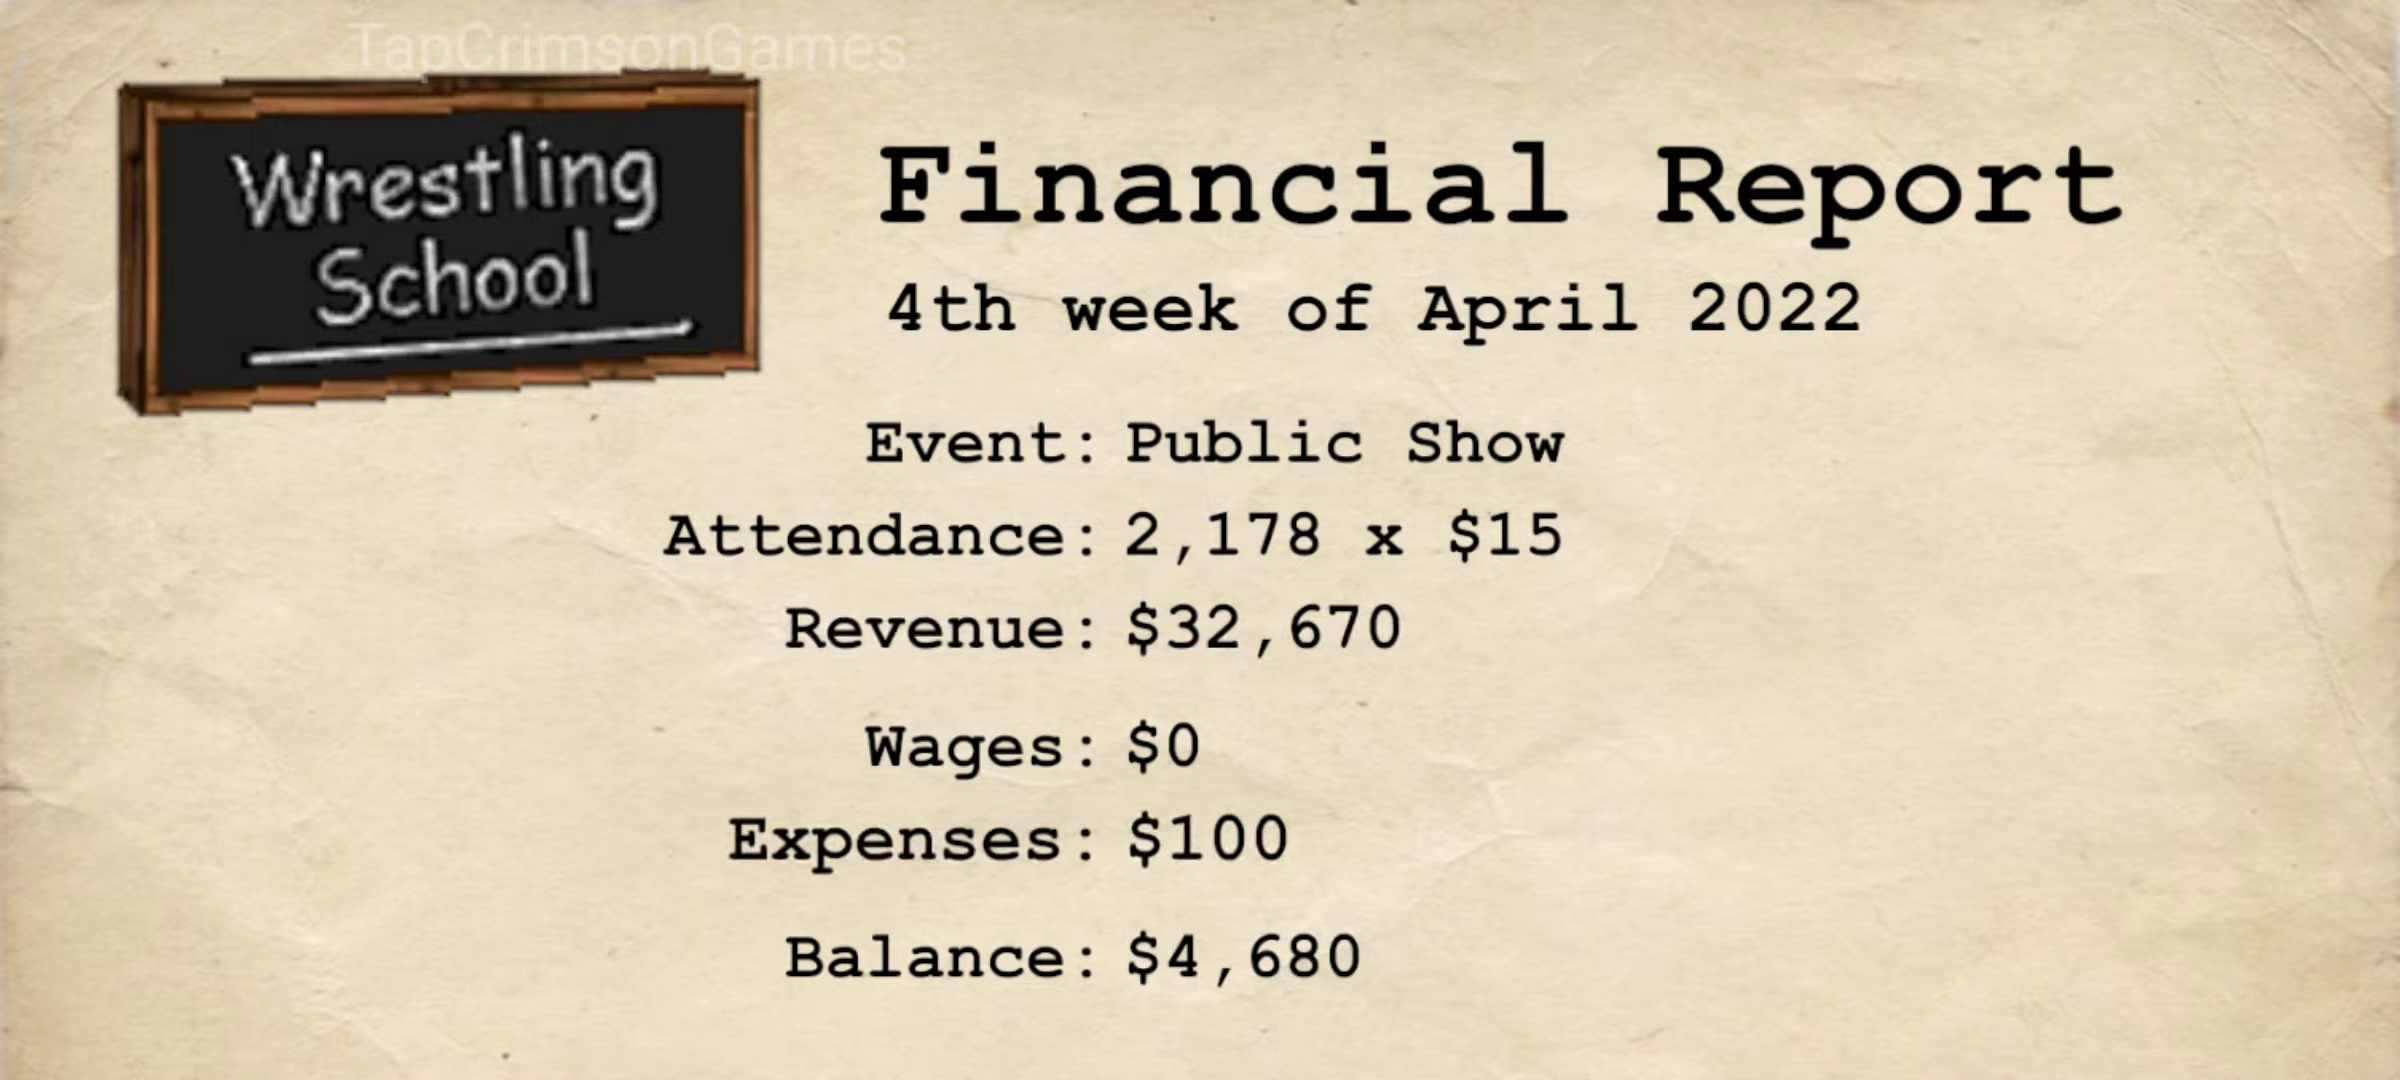 TapCrimsonGames
Wrestling
School
Financial Report
4th week of April 2022
Event: Public Show
Attendance: 2,178 x $15
Revenue: $32,670
Wages: $0
Expenses: $100
Balance: $4,680